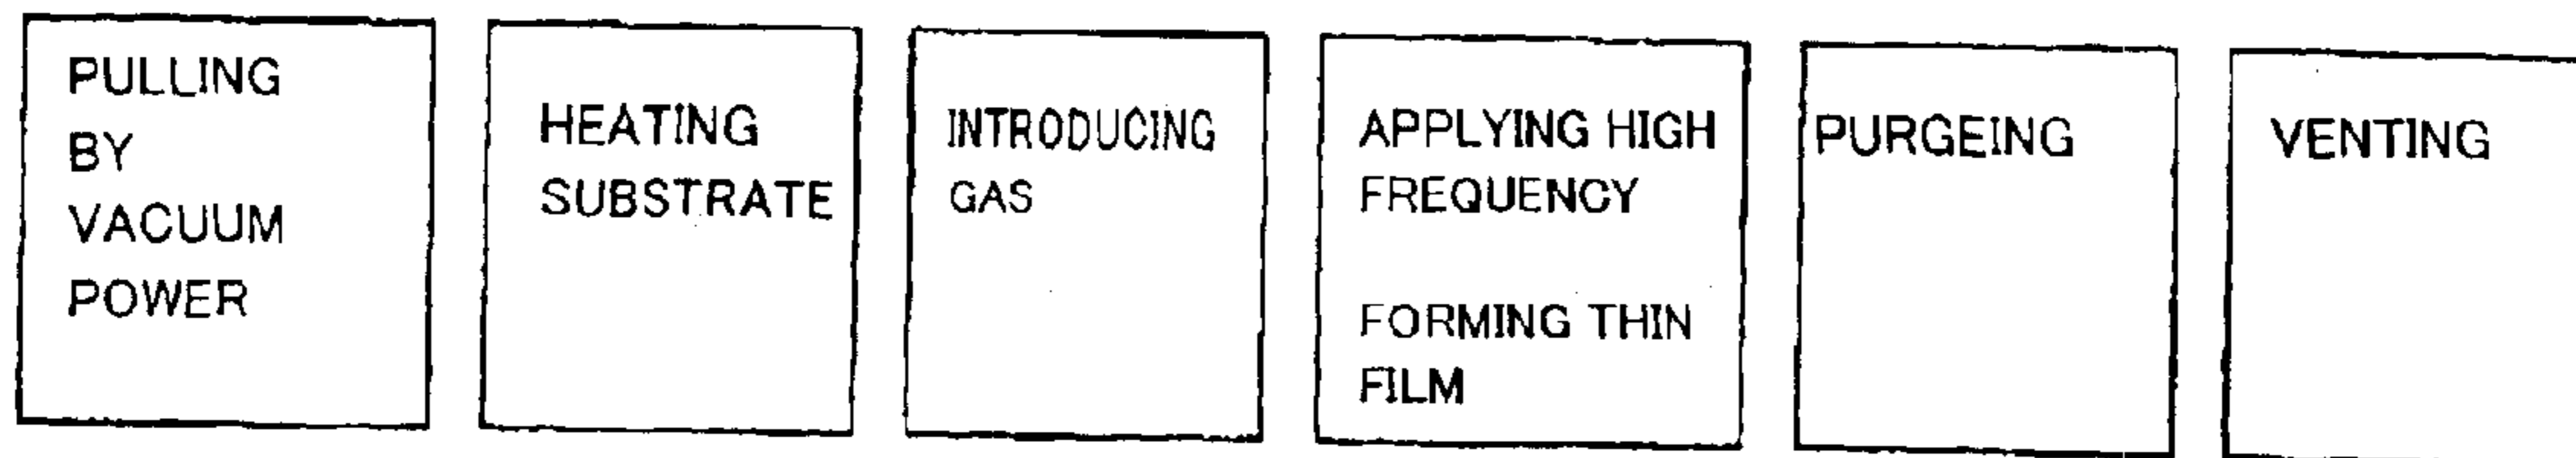 PULLING
BY
VACUUM
POWER
HEATING
SUBSTRATE
INTRODUCING
GAS
APPLYING HIGH
FREQUENCY
FORMING THIN
FILM
PURGEING
VENTING